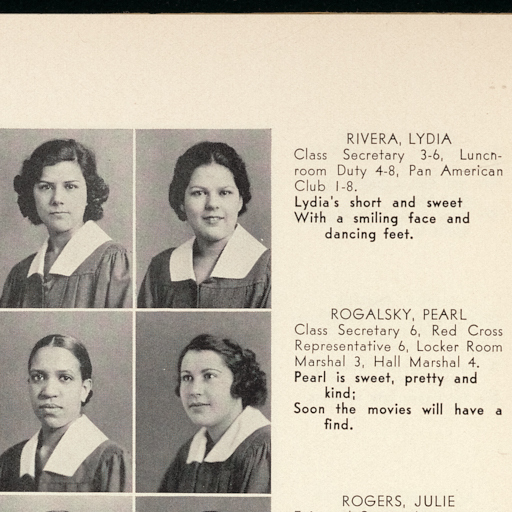 RIVERA, LYDIA
Class Secretary 3-6, Lunch-
room Duty 4-8, Pan American
Club 1-8.
Lydia's short and sweet
With a smiling face and
dancing feet.
ROGALSKY, PEARL
Class Secretary 6, Red Cross
Representative 6, Locker Room
Marshal 3, Hall Marshal 4.
Pearl is sweet, pretty and
kind;
Soon the movies will have a
find.
ROGERS, JULIE